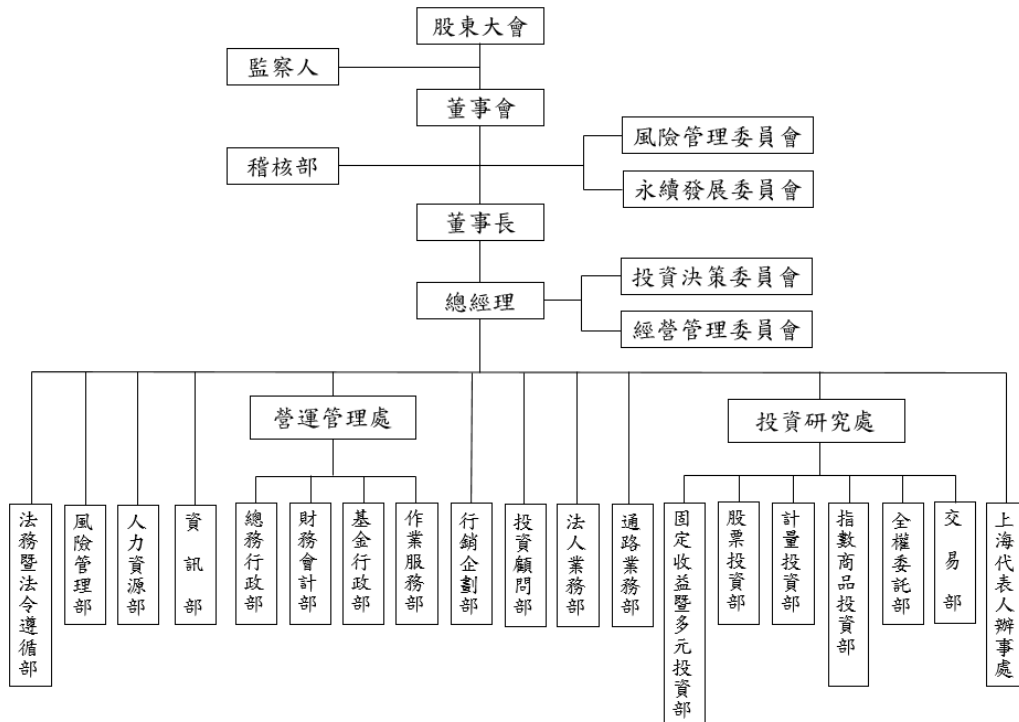 股東大會
監察人
董事會
風險管理委員會
稽核部
永續發展委員會
董事長
投資決策委員會
總經理
經營管理委員會
營運管理處
投資研究處
法務暨法令遵循部
風險管理部
人力資源部
資訊部
總務行政部
財務會計部
基金行政部
作業服務部
行銷企劃部
投資顧問部
法人業務部
通路業務部
固定收益暨多元投資部
股票投資部
計量投資部
指數商品投資部
全權委託部
交易部
上海代表人辦事處